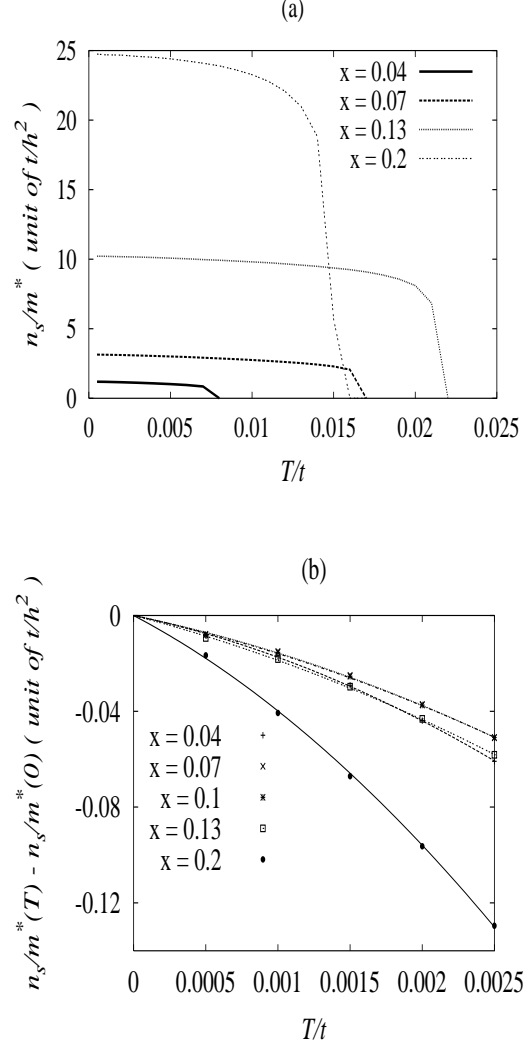 (a)
n_s/m* ( unit of t/h²)
25
20
15
10
5
0
x = 0.04
x = 0.07
x = 0.13
x = 0.2
0 0.005 0.01 0.015 0.02 0.025
T/t
(b)
n_s/m*(T) - n_s/m*(0) ( unit of t/h²)
0
-0.04
-0.08
-0.12
x = 0.04
x = 0.07
x = 0.1
x = 0.13
x = 0.2
0 0.0005 0.001 0.0015 0.002 0.0025
T/t